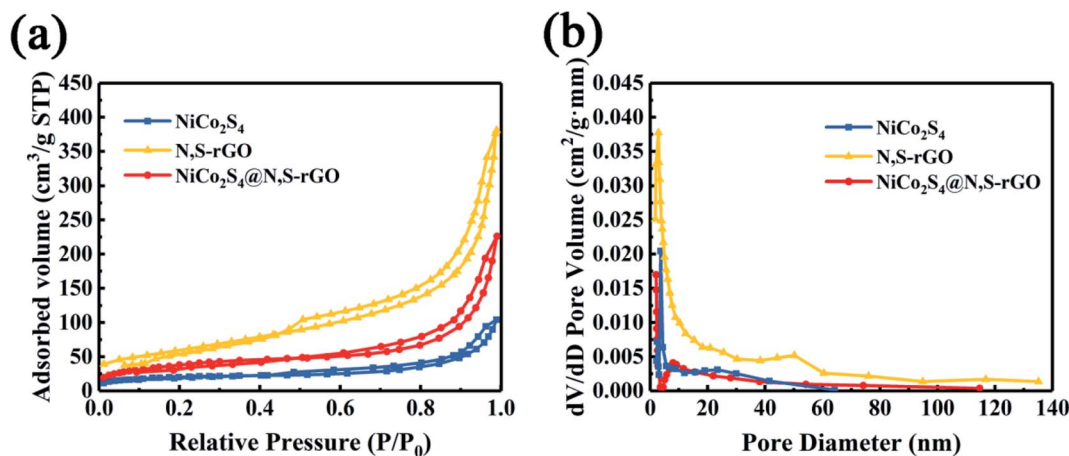 (a)
Adsorbed volume (cm³/g STP)
450
400
350
300
250
200
150
100
50
0
NiCo₂S₄
N,S-rGO
NiCo₂S₄@N,S-rGO
0.0 0.2 0.4 0.6 0.8 1.0
Relative Pressure (P/P₀)
(b)
dV/dD Pore Volume (cm²/g·mm)
0.045
0.040
0.035
0.030
0.025
0.020
0.015
0.010
0.005
0.000
NiCo₂S₄
N,S-rGO
NiCo₂S₄@N,S-rGO
0 20 40 60 80 100 120 140
Pore Diameter (nm)